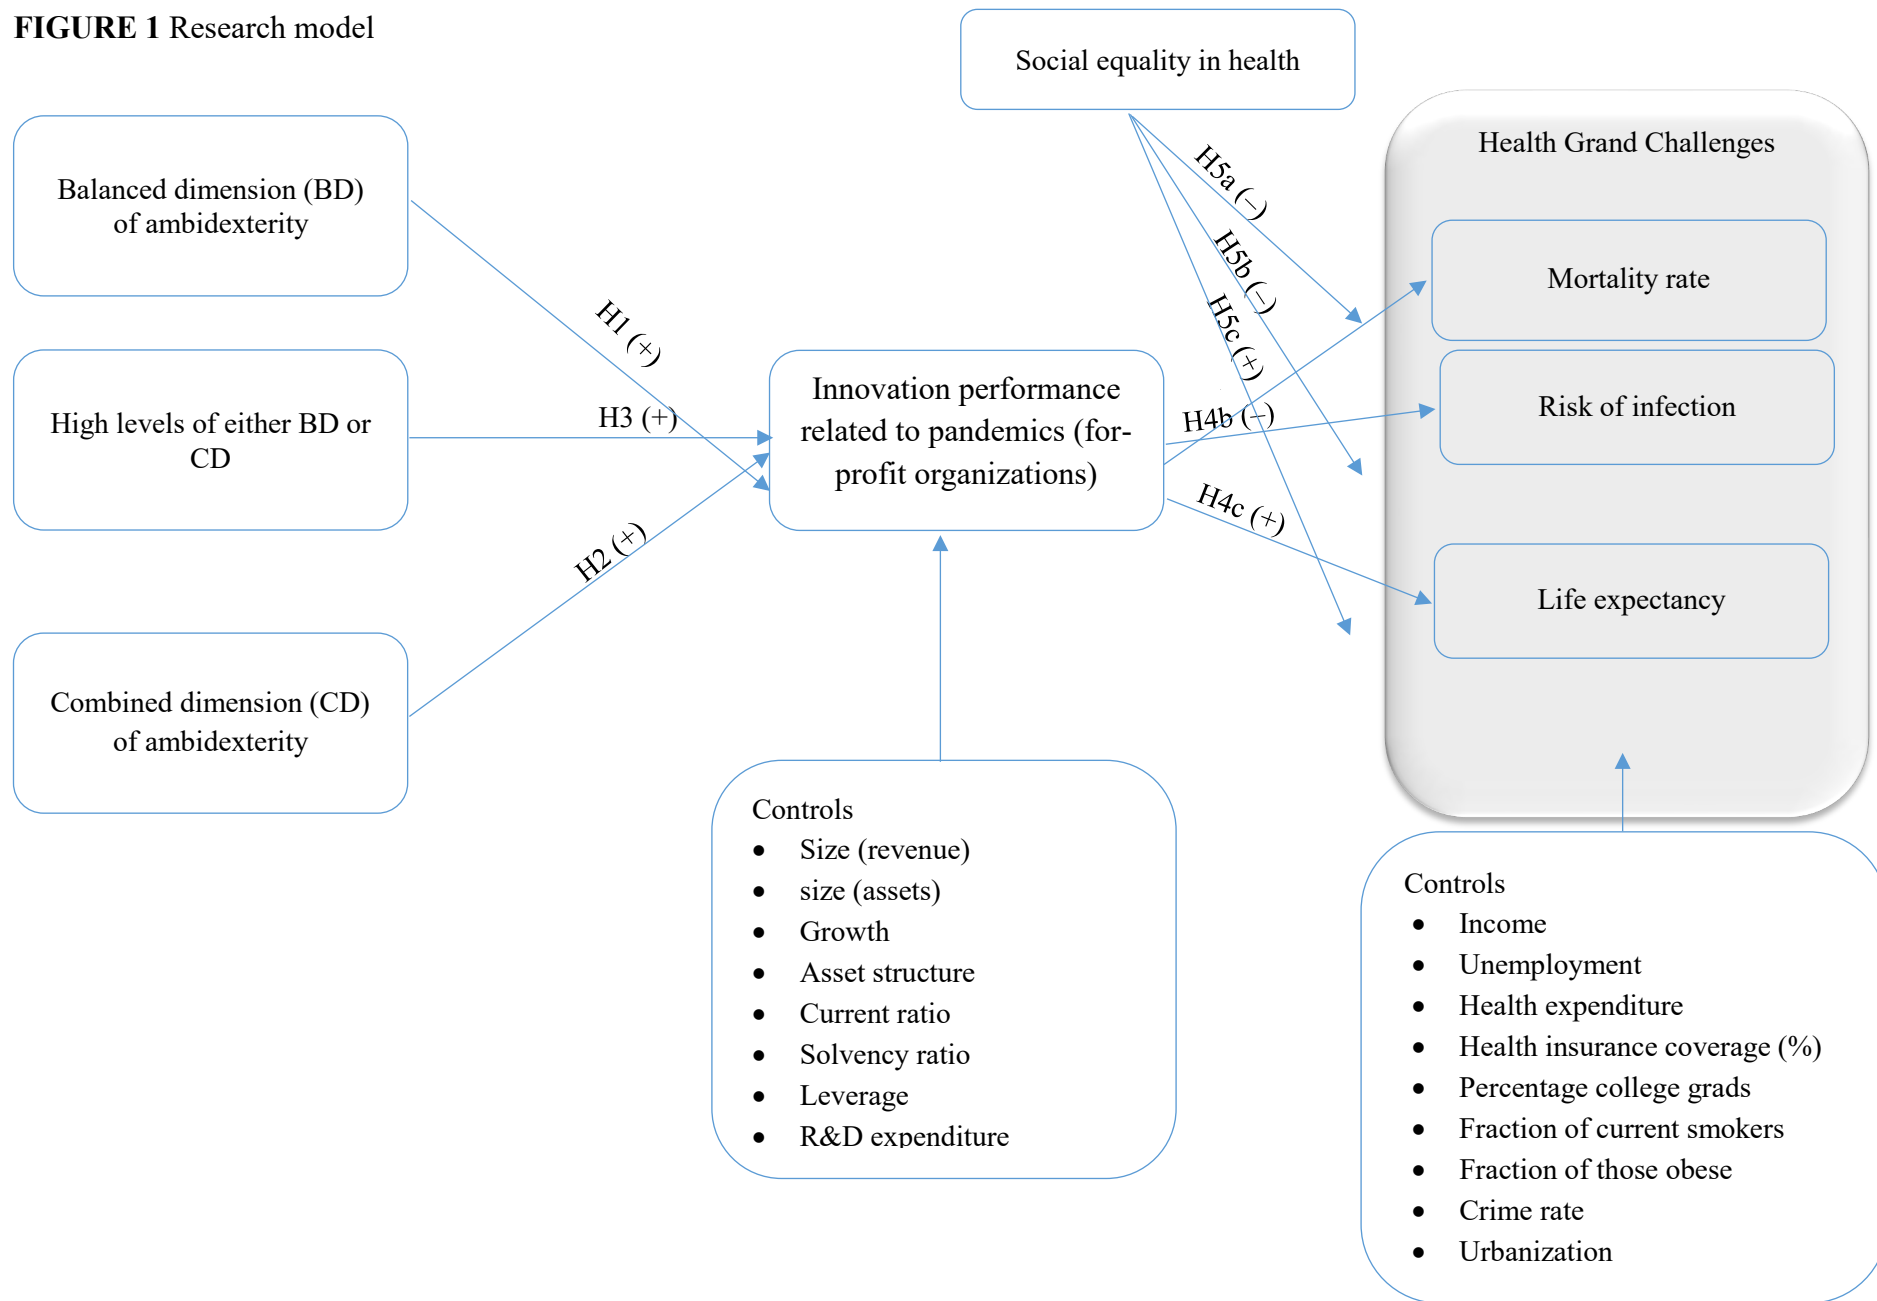 FIGURE 1 Research model
Social equality in health
Health Grand Challenges
Balanced dimension (BD)
of ambidexterity
High levels of either BD or
CD
Combined dimension (CD)
of ambidexterity
H1 (+)
H3 (+)
H2 (+)
Innovation performance
related to pandemics (for-
profit organizations)
H5a (–)
H5b (–)
H5c (+)
H4b (–)
H4c (+)
Mortality rate
Risk of infection
Life expectancy
Controls
• Size (revenue)
• size (assets)
• Growth
• Asset structure
• Current ratio
• Solvency ratio
• Leverage
• R&D expenditure
Controls
• Income
• Unemployment
• Health expenditure
• Health insurance coverage (%)
• Percentage college grads
• Fraction of current smokers
• Fraction of those obese
• Crime rate
• Urbanization